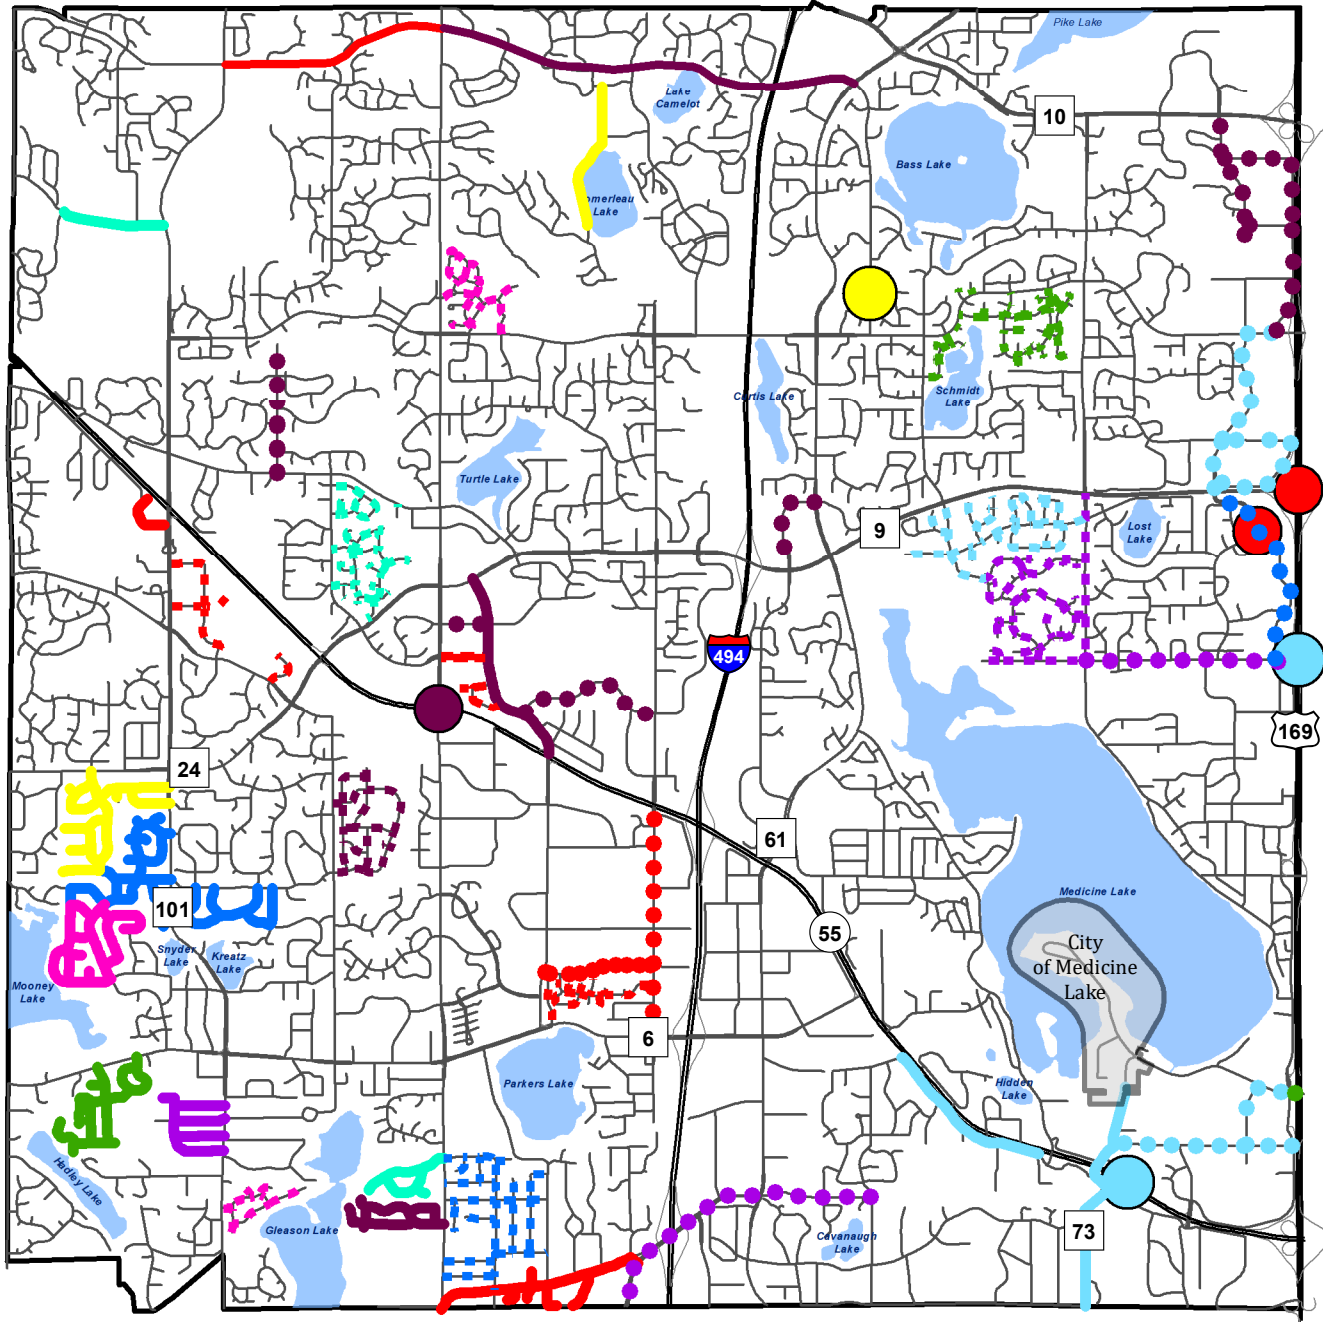 Pike Lake
Lake
Camelot
10
Bass Lake
omerleau
Lake
Curtis Lake
Schmidt
Lake
Turtle Lake
9
Lost
Lake
494
169
24
61
Medicine Lake
101
55
City
of Medicine
Lake
Snyder
Lake
Kreatz
Lake
Mooney
Lake
6
Parkers Lake
Hidden
Lake
Hadley Lake
Gleason Lake
Cavanaugh
Lake
73